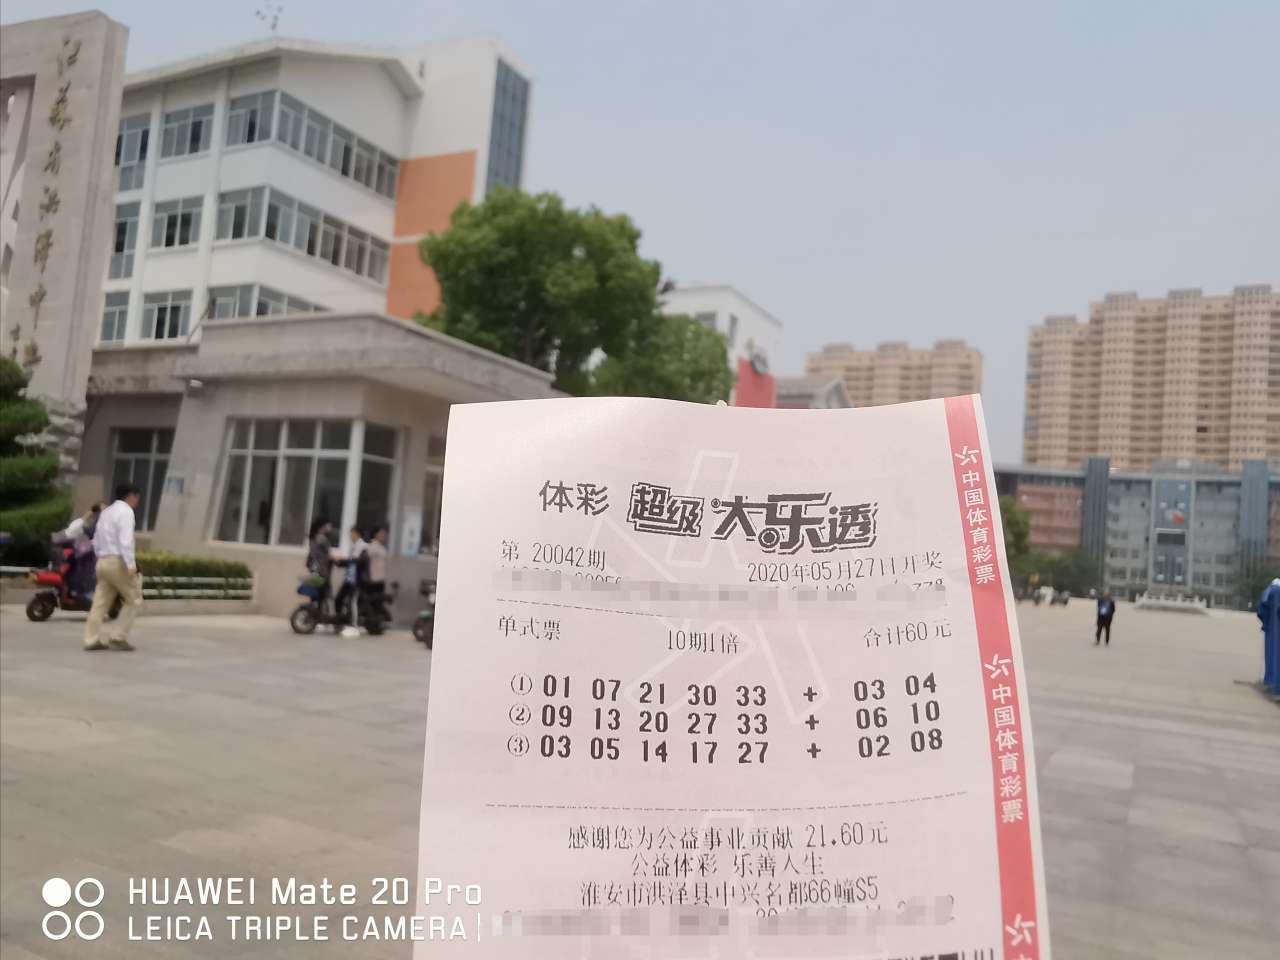 江苏省洪泽中
体彩 超级大乐透
第 20042期 2020年05月27日开奖
单式票 10期1倍 合计60元
① 01 07 21 30 33 + 03 04
② 09 13 20 27 33 + 06 10
③ 03 05 14 17 27 + 02 08
感谢您为公益事业贡献 21.60元
公益体彩 乐善人生
淮安市洪泽县中兴名都66幢S5
中国体育彩票
中国体育彩票
HUAWEI Mate 20 Pro
LEICA TRIPLE CAMERA